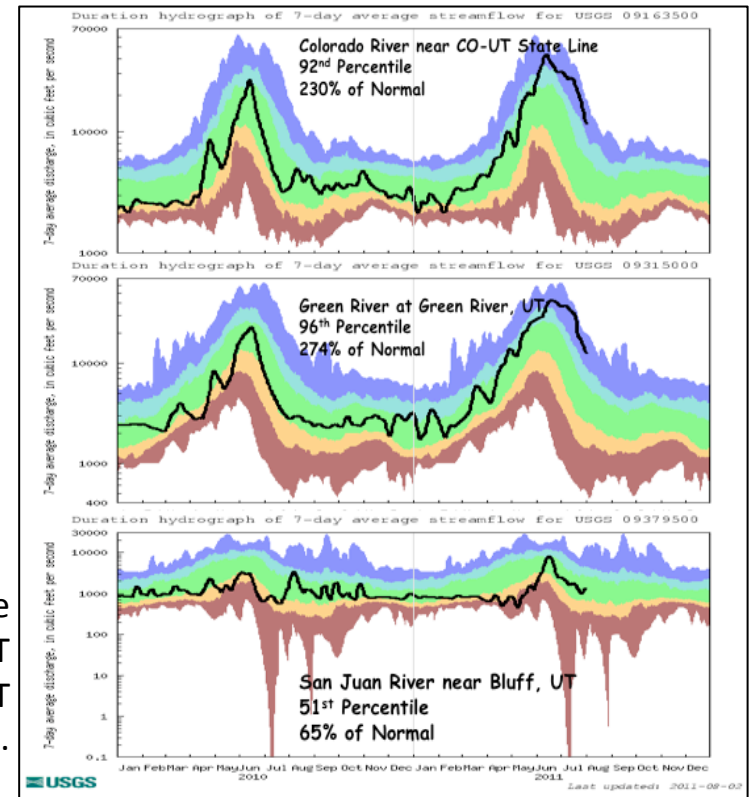 Duration hydrograph of 7-day average streamflow for USGS 09163500
70000
Colorado River near CO-UT State Line
92nd Percentile
230% of Normal
10000
7-day average discharge, in cubic feet per second
1000
Duration hydrograph of 7-day average streamflow for USGS 09315000
70000
Green River at Green River, UT
96th Percentile
274% of Normal
10000
7-day average discharge, in cubic feet per second
1000
400
Duration hydrograph of 7-day average streamflow for USGS 09379500
30000
10000
1000
7-day average discharge, in cubic feet per second
e
T
T
.
100
10
San Juan River near Bluff, UT
51st Percentile
65% of Normal
1
0.1
Jan Feb Mar Apr May Jun Jul Aug Sep Oct Nov Dec Jan Feb Mar Apr May Jun Jul Aug Sep Oct Nov Dec
2010 2011
USGS
Last updated: 2011-08-02